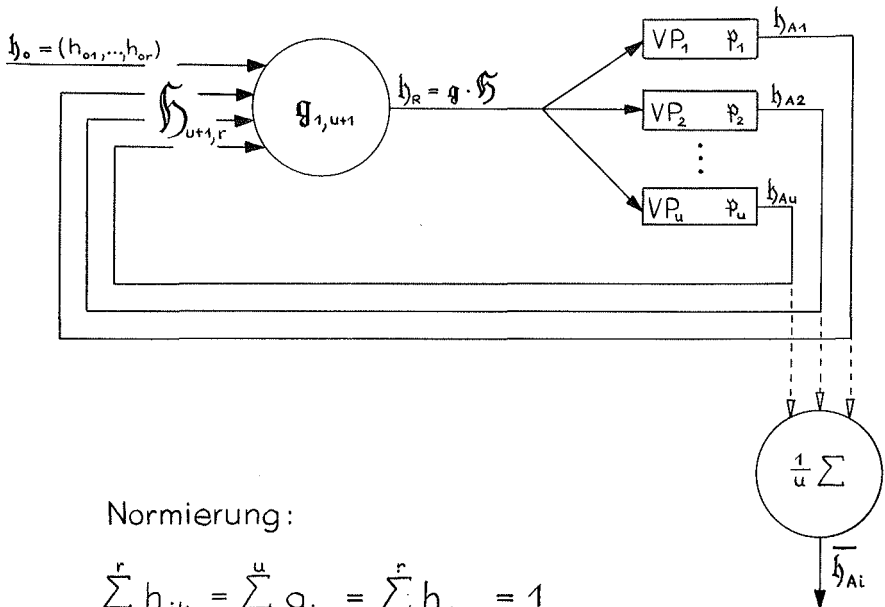 𝔥₀ = (h₀₁,...,h₀ᵣ)
𝕳ᵤ₊₁,ᵣ
𝖌₁,ᵤ₊₁
𝔥_R = 𝖌 · 𝕳
VP₁ 𝔭₁
𝔥_A1
VP₂ 𝔭₂
𝔥_A2
⋮
VPᵤ 𝔭ᵤ
𝔥_Au
1/u ∑
Normierung:
𝔥̅_Ai